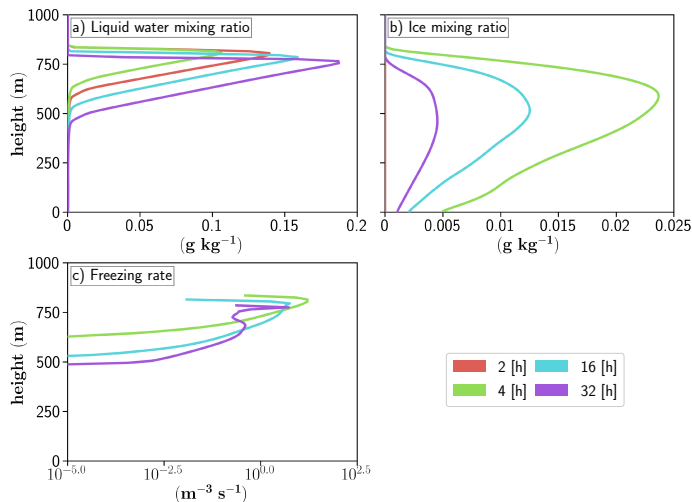 a) Liquid water mixing ratio
1000
750
500
250
0
height (m)
0 0.05 0.1 0.15 0.2
(g kg⁻¹)
b) Ice mixing ratio
0 0.005 0.01 0.015 0.02 0.025
(g kg⁻¹)
c) Freezing rate
1000
750
500
250
0
height (m)
10^-5.0 10^-2.5 10^0.0 10^2.5
(m⁻³ s⁻¹)
2 [h] 16 [h]
4 [h] 32 [h]